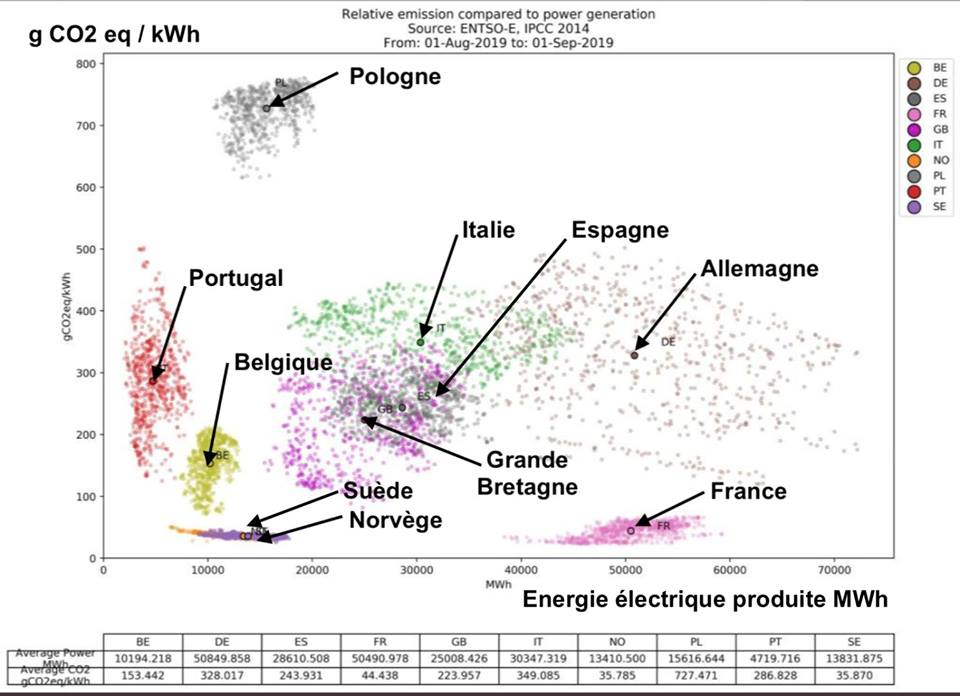 Relative emission compared to power generation
Source: ENTSO-E, IPCC 2014
From: 01-Aug-2019 to: 01-Sep-2019
g CO2 eq / kWh
800
700
600
500
400
300
200
100
0
gCO2eq/kWh
PL
Pologne
Italie
Espagne
Allemagne
Portugal
Belgique
IT
DE
ES
GB
BE
Grande
Bretagne
Suède
Norvège
France
FR
BE
DE
ES
FR
GB
IT
NO
PL
PT
SE
0 10000 20000 30000 40000 50000 60000 70000
MWh
Energie électrique produite MWh
BE DE ES FR GB IT NO PL PT SE
Average Power
MWh 10194.218 50849.858 28610.508 50490.978 25008.426 30347.319 13410.500 15616.644 4719.716 13831.875
Average CO2
gCO2eq/kWh 153.442 328.017 243.931 44.438 223.957 349.085 35.785 727.471 286.828 35.870